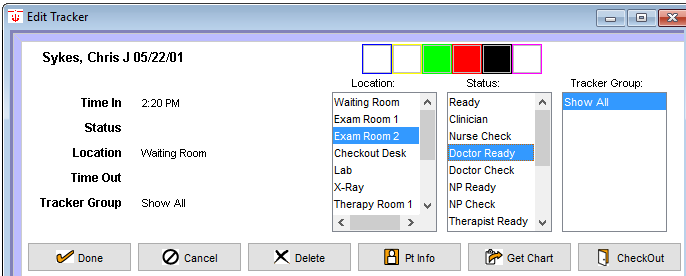 Edit Tracker
Sykes, Chris J 05/22/01
Location: Status: Tracker Group:
Time In 2:20 PM
Status
Location Waiting Room
Time Out
Tracker Group Show All
Waiting Room
Exam Room 1
Exam Room 2
Checkout Desk
Lab
X-Ray
Therapy Room 1
Ready
Clinician
Nurse Check
Doctor Ready
Doctor Check
NP Ready
NP Check
Therapist Ready
Show All
Done Cancel Delete Pt Info Get Chart CheckOut